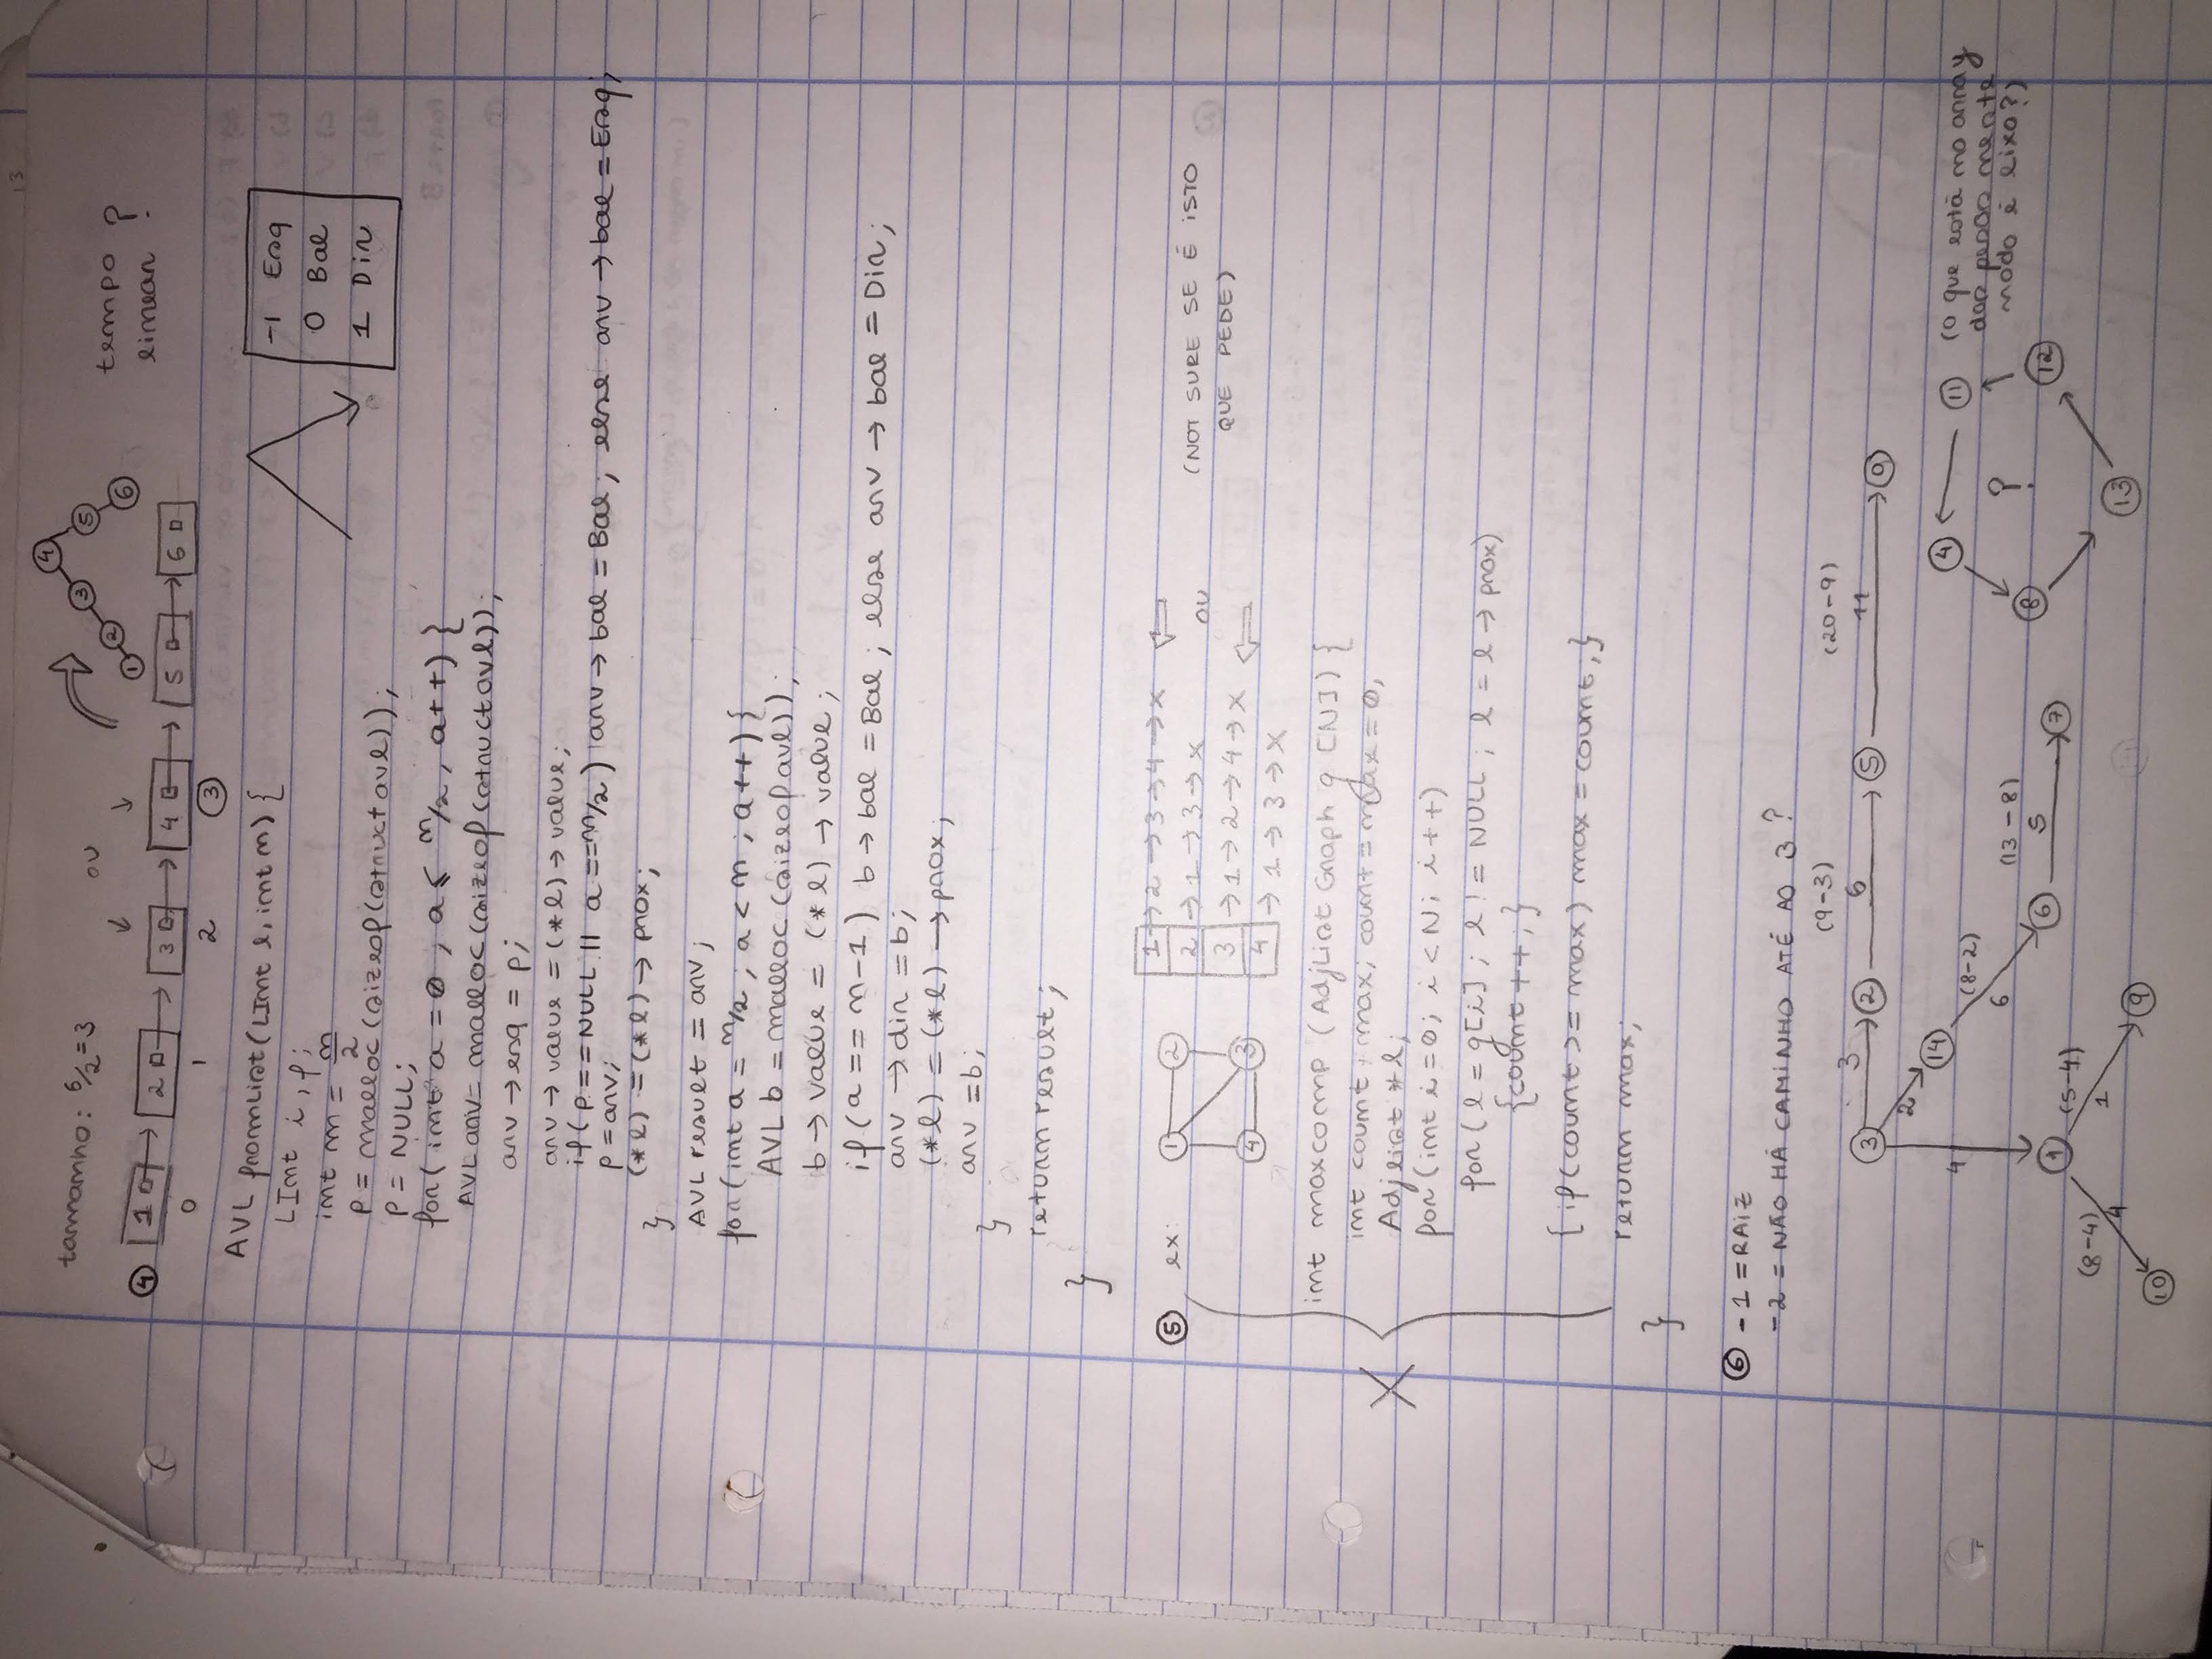 13
tamanho: 6/2=3
ou
4
3
5
2
6
1
tempo
linear ?
④ 1 2 3 4 5 6
0 1 2 ③
AVL fromList(LInt l, int n) {
LInt i, p;
int m = n/2
p = malloc(sizeof(struct avl));
p = NULL;
for( int a = 0 ; a ≤ n/2, a++) {
AVL arv= malloc(sizeof(struct avl));
arv → esq = p;
arv → value = (*l) → value;
if( p == NULL || a == n/2 ) arv → bal = Bal; else arv → bal = Esq;
p = arv;
(*l) = (*l) → prox;
}
AVL result = arv;
for(int a = n/2 ; a < n ; a++) {
AVL b = malloc(sizeof avl));
b → value = (*l) → value;
if( a == n-1 ) b → bal = Bal; else arv → bal = Dir;
arv → dir = b;
(*l) = (*l) → prox;
arv = b;
}
return result;
}
-1 Esq
0 Bal
1 Dir
⑤ ex:
1 2
4 3
1 → 2 → 3 → 4 → X
2 → 1 → 3 → X
ou
3 → 1 → 2 → 4 → X
4 → 1 → 3 → X
(NOT SURE SE É ISTO
QUE PEDE)
int maxcomp (AdjList Graph g [N]) {
int count, max; count = max = 0;
Adjlist *l;
for (int i=0; i < N; i++)
for( l = g[i] ; l != NULL ; l = l → prox)
{count ++;}
{if(count >= max) max = count;}
return max;
}
X
⑥ -1 = RAIZ
-2 = NÃO HÁ CAMINHO ATÉ AO 3 ?
(9-3) (20-9)
3 3 2 6 5 11 0
2
14
4
(8-2)
6
(13-8)
6 5 7
1 (5-4)
(8-4) 1
4
9
10
4 11
8 ? 12
13
(o que está no array
dos pesos neste
modo é lixo?)